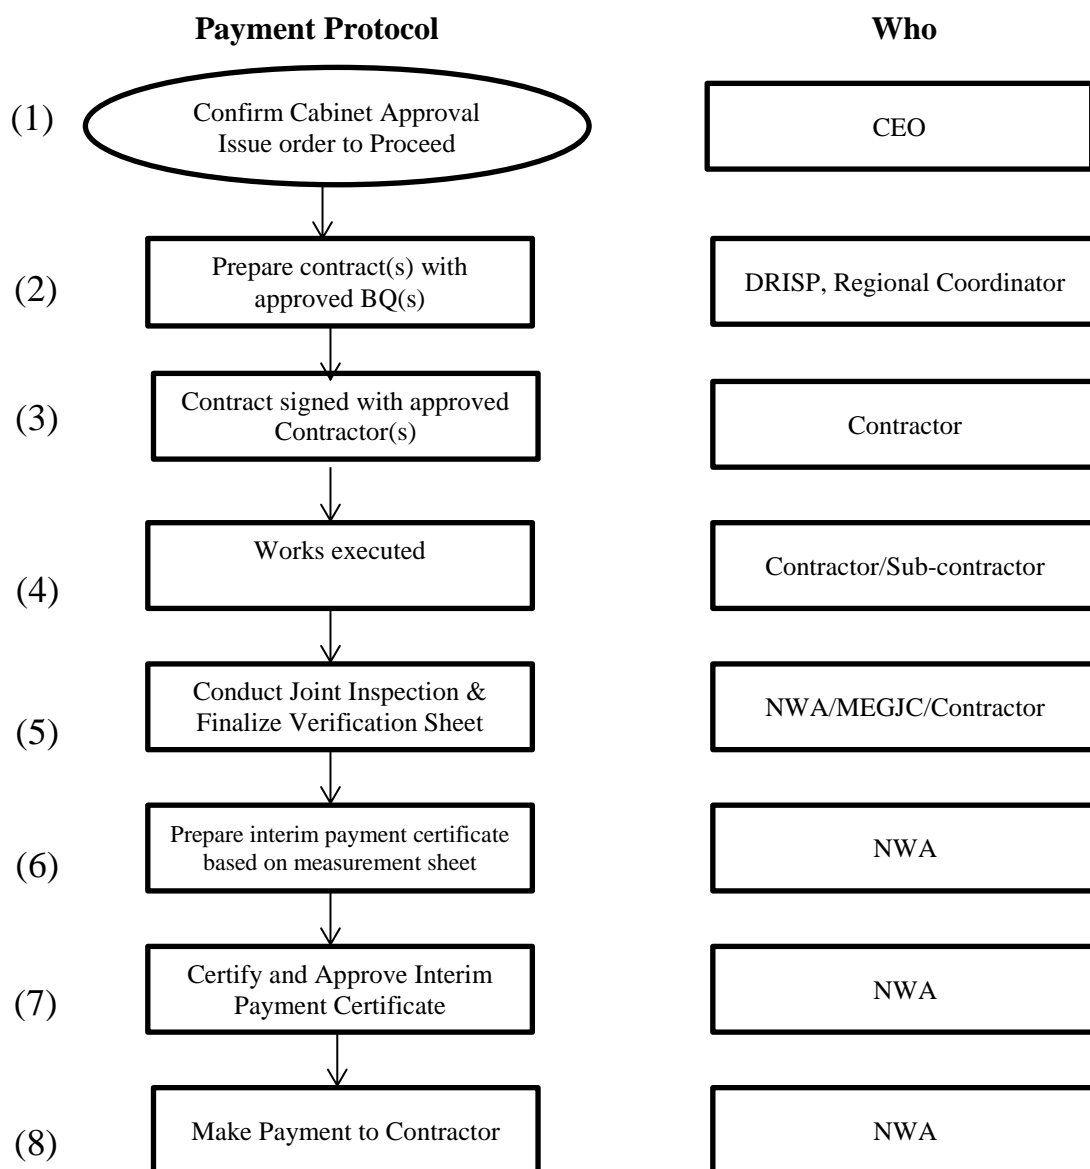 Payment Protocol
Who
(1)
Confirm Cabinet Approval
Issue order to Proceed
CEO
(2)
Prepare contract(s) with
approved BQ(s)
DRISP, Regional Coordinator
(3)
Contract signed with approved
Contractor(s)
Contractor
(4)
Works executed
Contractor/Sub-contractor
(5)
Conduct Joint Inspection &
Finalize Verification Sheet
NWA/MEGJC/Contractor
(6)
Prepare interim payment certificate
based on measurement sheet
NWA
(7)
Certify and Approve Interim
Payment Certificate
NWA
(8)
Make Payment to Contractor
NWA